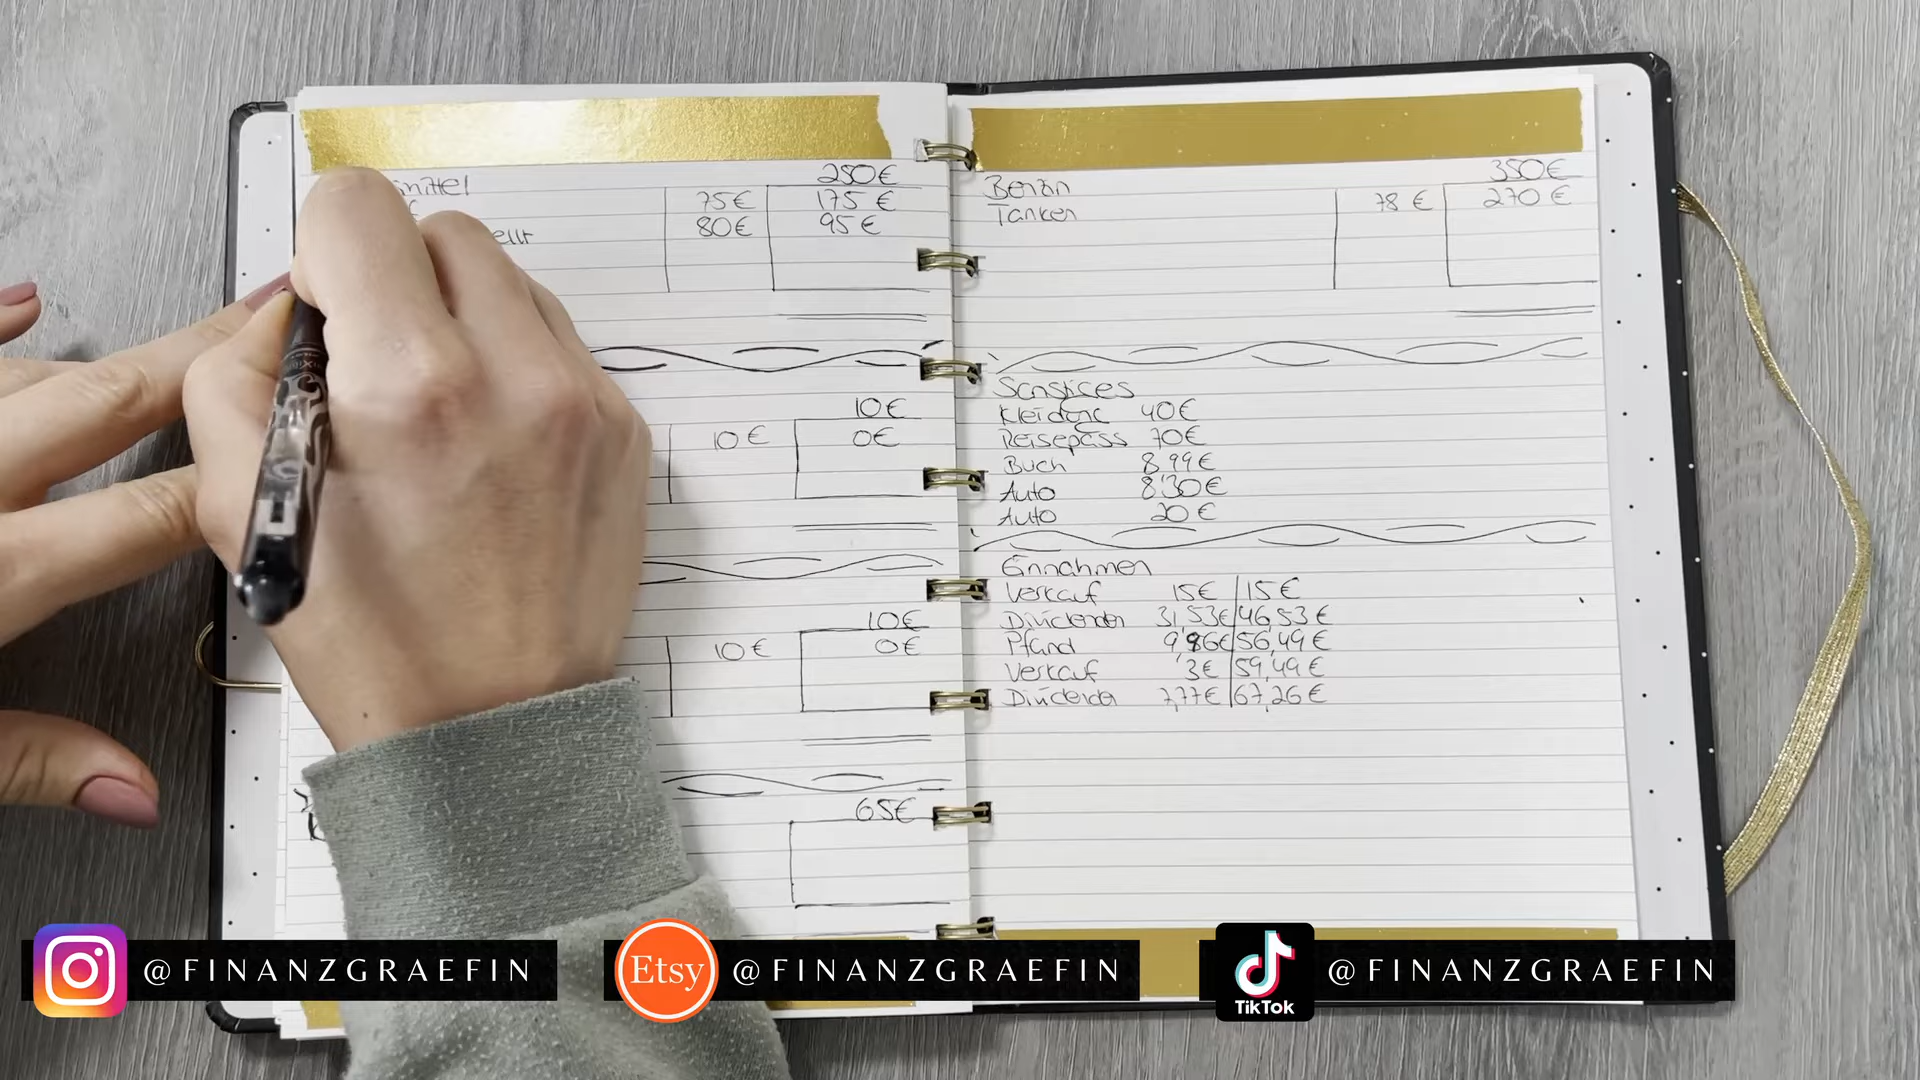 250€
75€ 175€
80€ 95€
10€
10€ 0€
10€
10€ 0€
65€
350€
Benzin
Tanken 78€ 270€
Sonstiges
Kleidung 40€
Reisepass 70€
Buch 8,99€
Auto 8,30€
Auto 20€
Einnahmen
Verkauf 15€ 15€
Dividenden 31,53€ 46,53€
Pfand 9,96€ 56,49€
Verkauf 3€ 59,49€
Dividenden 7,77€ 67,26€
@FINANZGRAEFIN
Etsy @FINANZGRAEFIN
TikTok @FINANZGRAEFIN